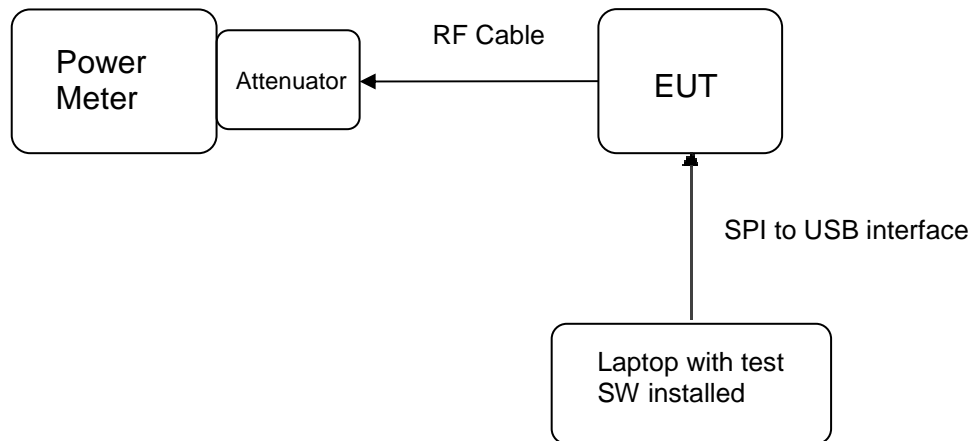 RF Cable
Power
Meter
Attenuator
EUT
SPI to USB interface
Laptop with test
SW installed